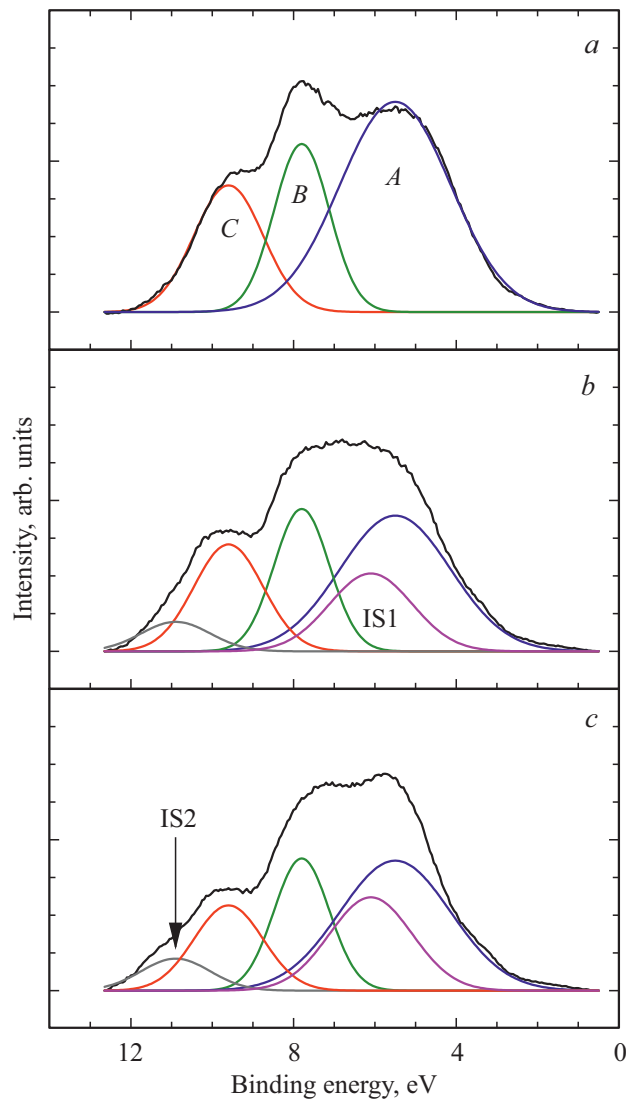 a
A
B
C
b
Intensity, arb. units
IS1
c
IS2
12 8 4 0
Binding energy, eV